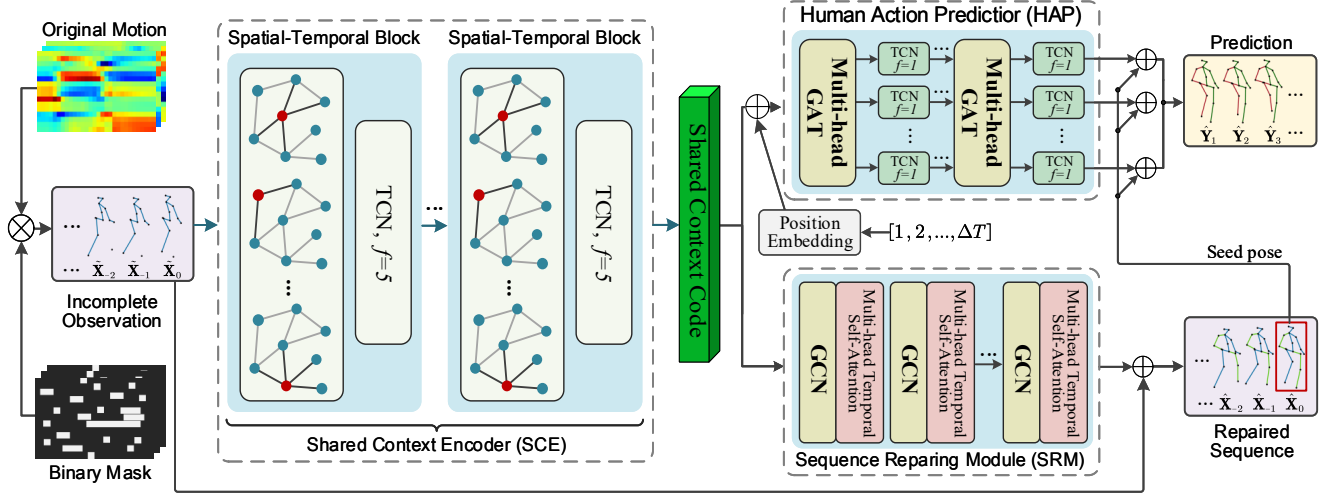 Original Motion
Incomplete
Observation
... X̃₋₂ X̃₋₁ X̃₀
...
Binary Mask
Spatial-Temporal Block
Spatial-Temporal Block
TCN, f=5
...
TCN, f=5
...
...
Shared Context Encoder (SCE)
Shared Context Code
Human Action Predictior (HAP)
Multi-head
GAT
TCN
f=1
...
TCN
f=1
...
TCN
f=1
...
...
Multi-head
GAT
TCN
f=1
TCN
f=1
...
TCN
f=1
Position
Embedding
[1, 2, ..., ΔT]
GCN
Multi-head Temporal
Self-Attention
GCN
Multi-head Temporal
Self-Attention
...
GCN
Multi-head Temporal
Self-Attention
Sequence Reparing Module (SRM)
Prediction
Ŷ₁ Ŷ₂ Ŷ₃ ...
...
Seed pose
...
... X̂₋₂ X̂₋₁ X̂₀
Repaired
Sequence